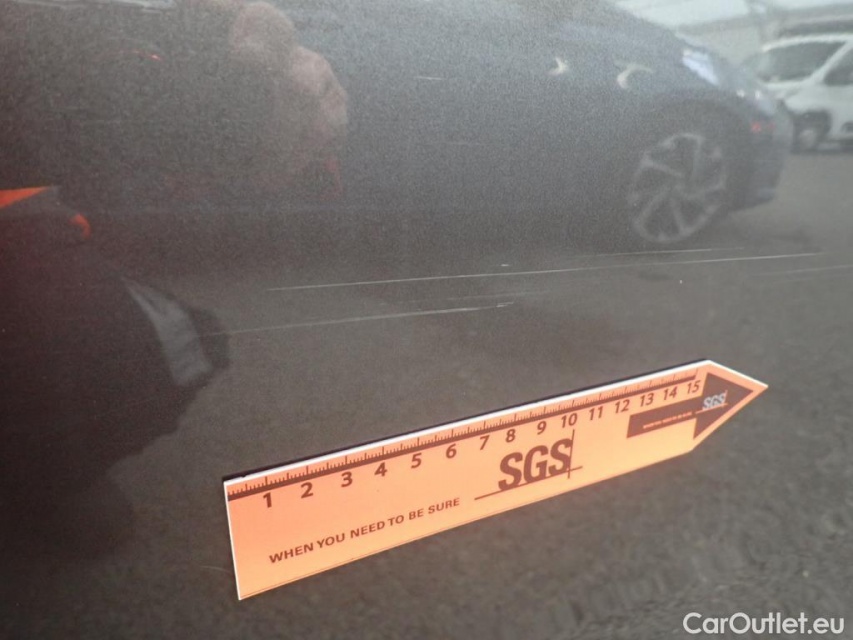 1 2 3 4 5 6 7 8 9 10 11 12 13 14 15
SGS
SGS
WHEN YOU NEED TO BE SURE
CarOutlet.eu